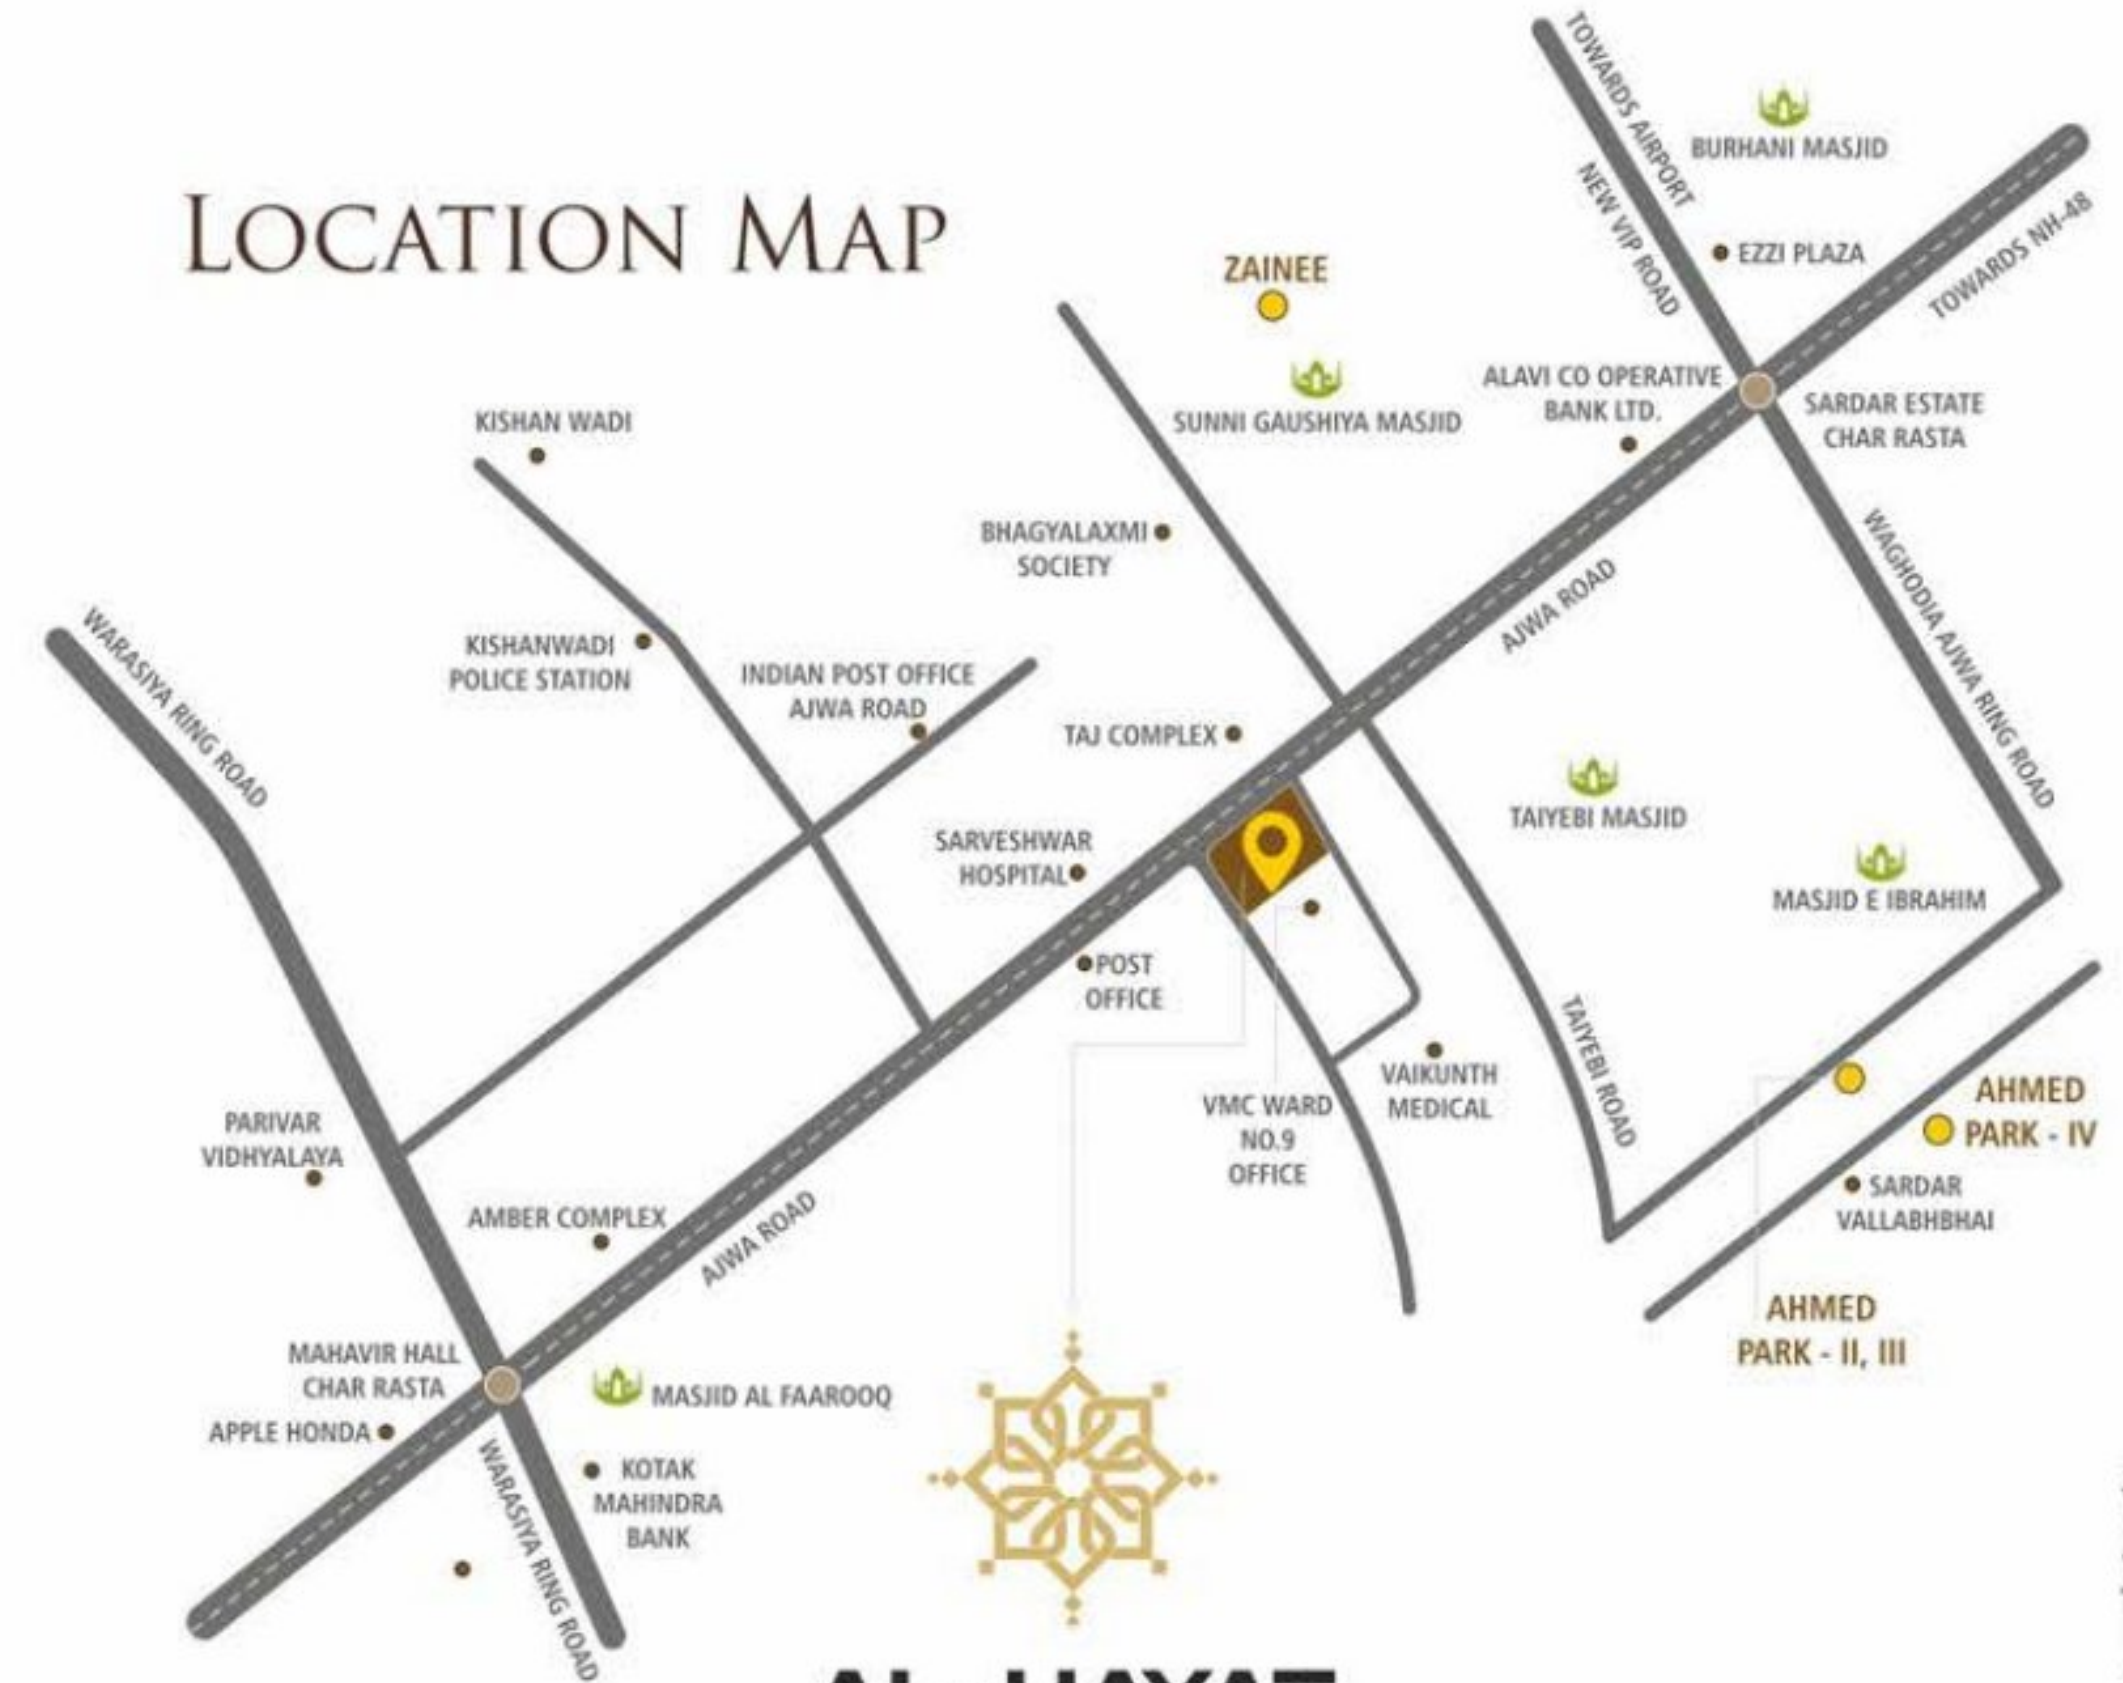 LOCATION MAP
TOWARDS AIRPORT
NEW VIP ROAD
BURHANI MASJID
EZZI PLAZA
TOWARDS NH-48
ZAINEE
SUNNI GAUSHIYA MASJID
ALAVI CO OPERATIVE
BANK LTD.
SARDAR ESTATE
CHAR RASTA
KISHAN WADI
BHAGYALAXMI
SOCIETY
AJWA ROAD
WAGHODIA AJWA RING ROAD
WARASIYA RING ROAD
KISHANWADI
POLICE STATION
INDIAN POST OFFICE
AJWA ROAD
TAJ COMPLEX
TAIYEBI MASJID
SARVESHWAR
HOSPITAL
MASJID E IBRAHIM
POST
OFFICE
TAIYEBI ROAD
VAIKUNTH
MEDICAL
VMC WARD
NO.9
OFFICE
AHMED
PARK - IV
SARDAR
VALLABHBHAI
PARIVAR
VIDHYALAYA
AMBER COMPLEX
AJWA ROAD
AHMED
PARK - II, III
MAHAVIR HALL
CHAR RASTA
APPLE HONDA
MASJID AL FAAROOQ
KOTAK
MAHINDRA
BANK
WARASIYA RING ROAD